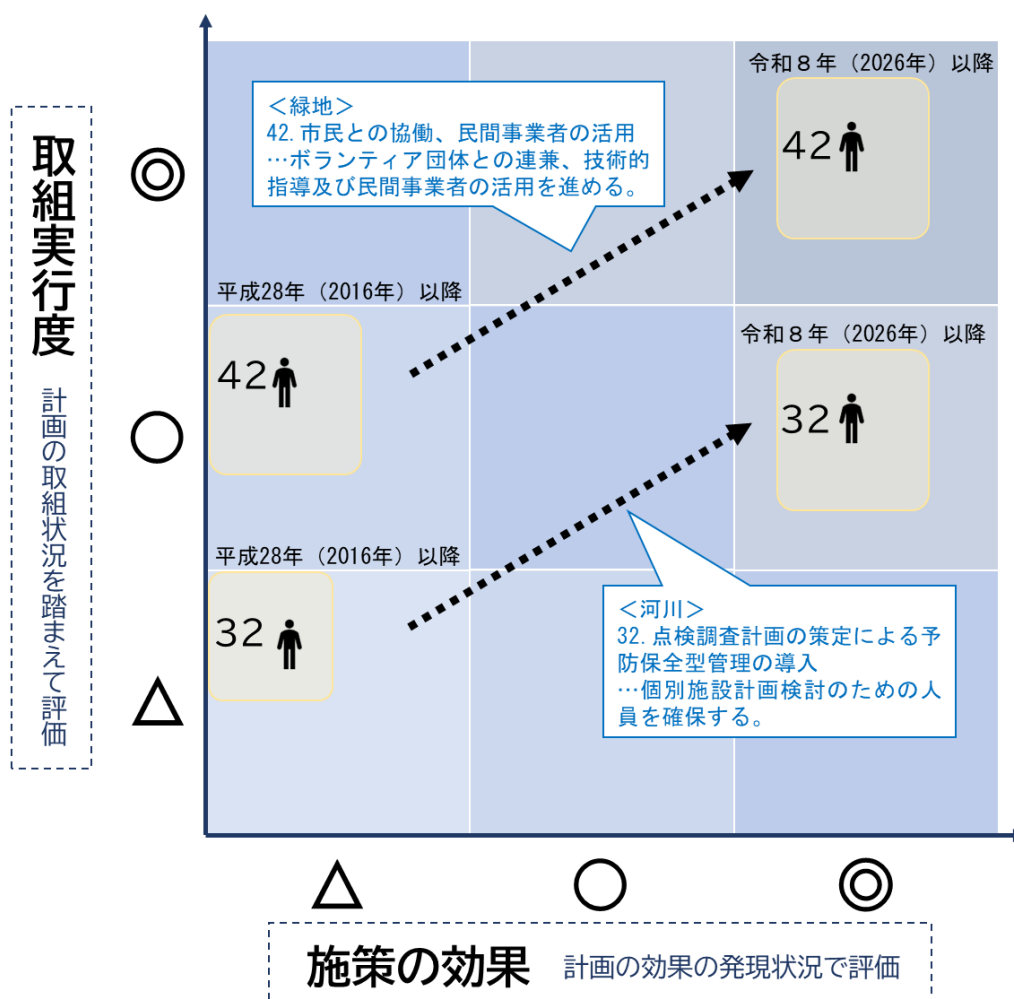 取組実行度
計画の取組状況を踏まえて評価
◎
○
△
令和8年（2026年）以降
42
＜緑地＞
42.市民との協働、民間事業者の活用
…ボランティア団体との連兼、技術的
指導及び民間事業者の活用を進める。
平成28年（2016年）以降
42
令和８年（2026年）以降
32
平成28年（2016年）以降
32
＜河川＞
32.点検調査計画の策定による予
防保全型管理の導入
…個別施設計画検討のための人
員を確保する。
△
○
◎
施策の効果 計画の効果の発現状況で評価